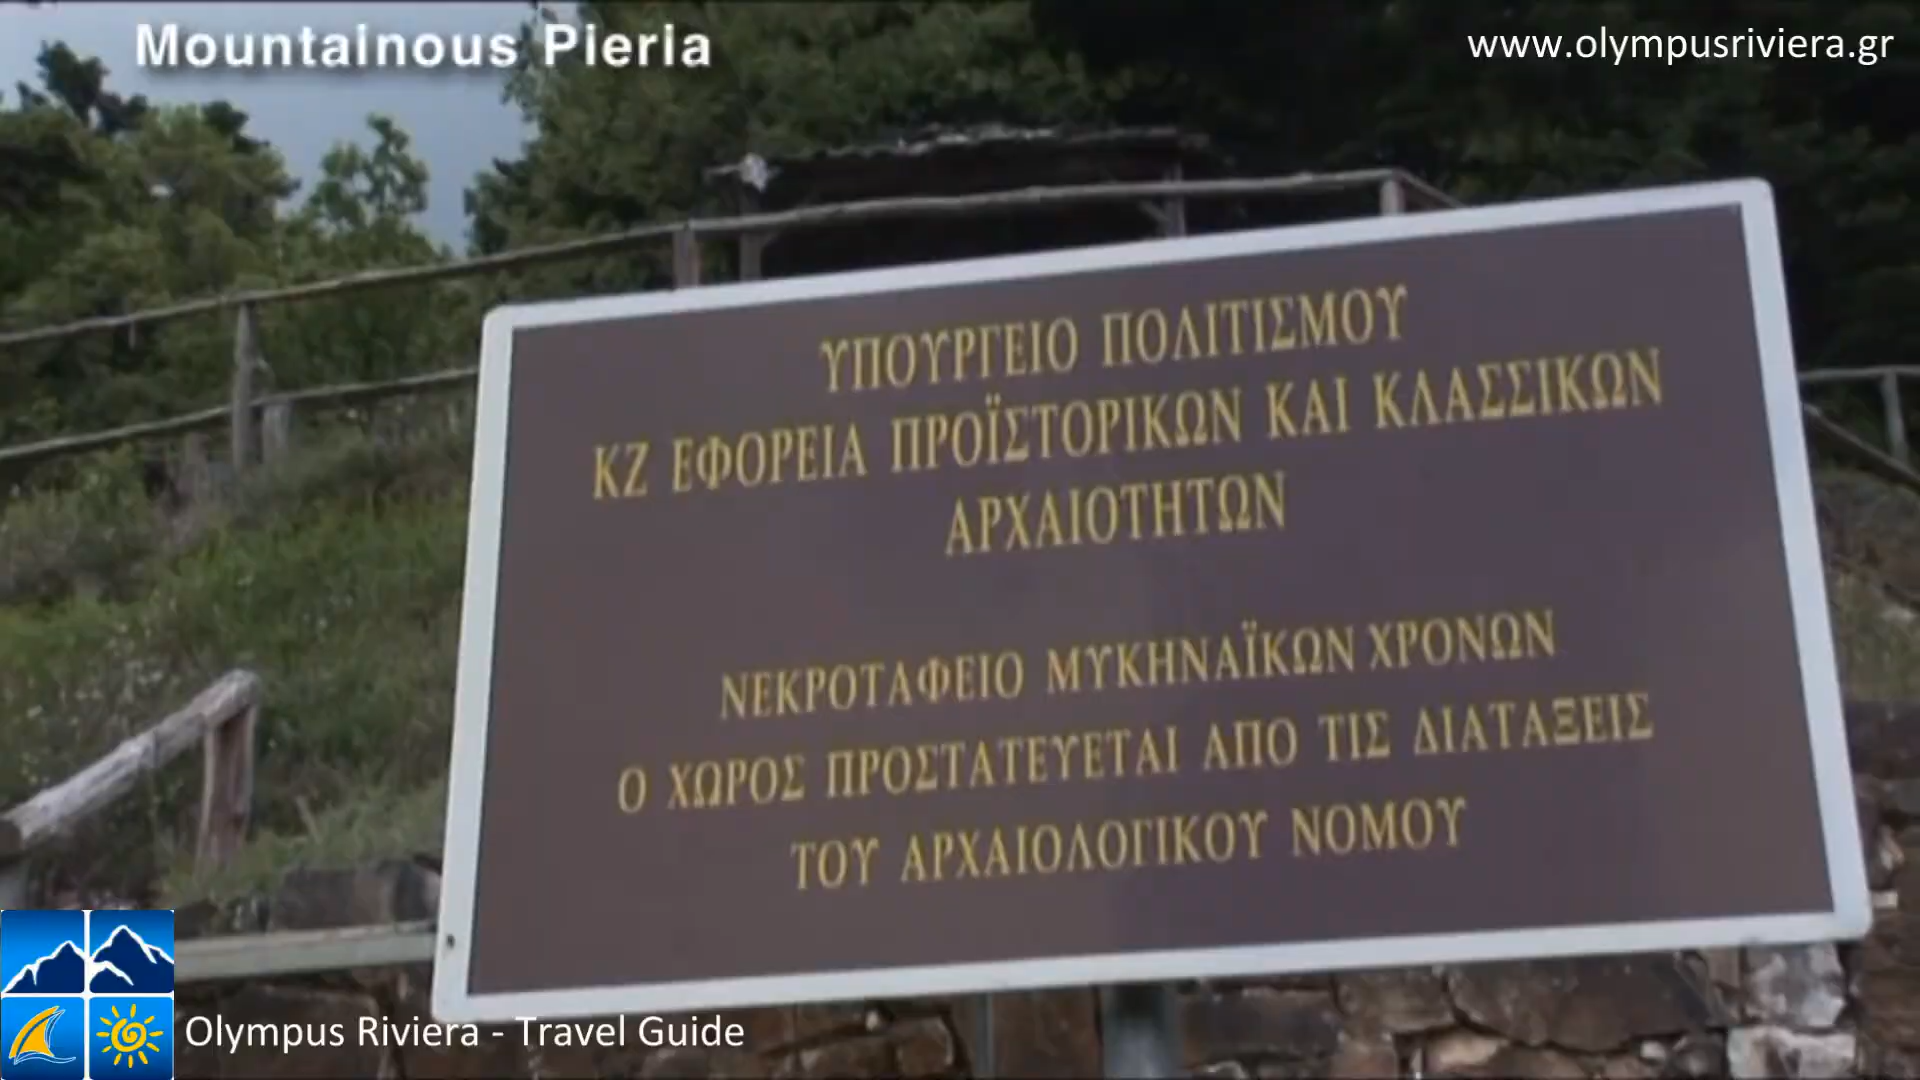 Mountainous Pieria
www.olympusriviera.gr
ΥΠΟΥΡΓΕΙΟ ΠΟΛΙΤΙΣΜΟΥ
ΚΖ ΕΦΟΡΕΙΑ ΠΡΟΪΣΤΟΡΙΚΩΝ ΚΑΙ ΚΛΑΣΣΙΚΩΝ
ΑΡΧΑΙΟΤΗΤΩΝ
ΝΕΚΡΟΤΑΦΕΙΟ ΜΥΚΗΝΑΪΚΩΝ ΧΡΟΝΩΝ
Ο ΧΩΡΟΣ ΠΡΟΣΤΑΤΕΥΕΤΑΙ ΑΠΟ ΤΙΣ ΔΙΑΤΑΞΕΙΣ
ΤΟΥ ΑΡΧΑΙΟΛΟΓΙΚΟΥ ΝΟΜΟΥ
Olympus Riviera - Travel Guide